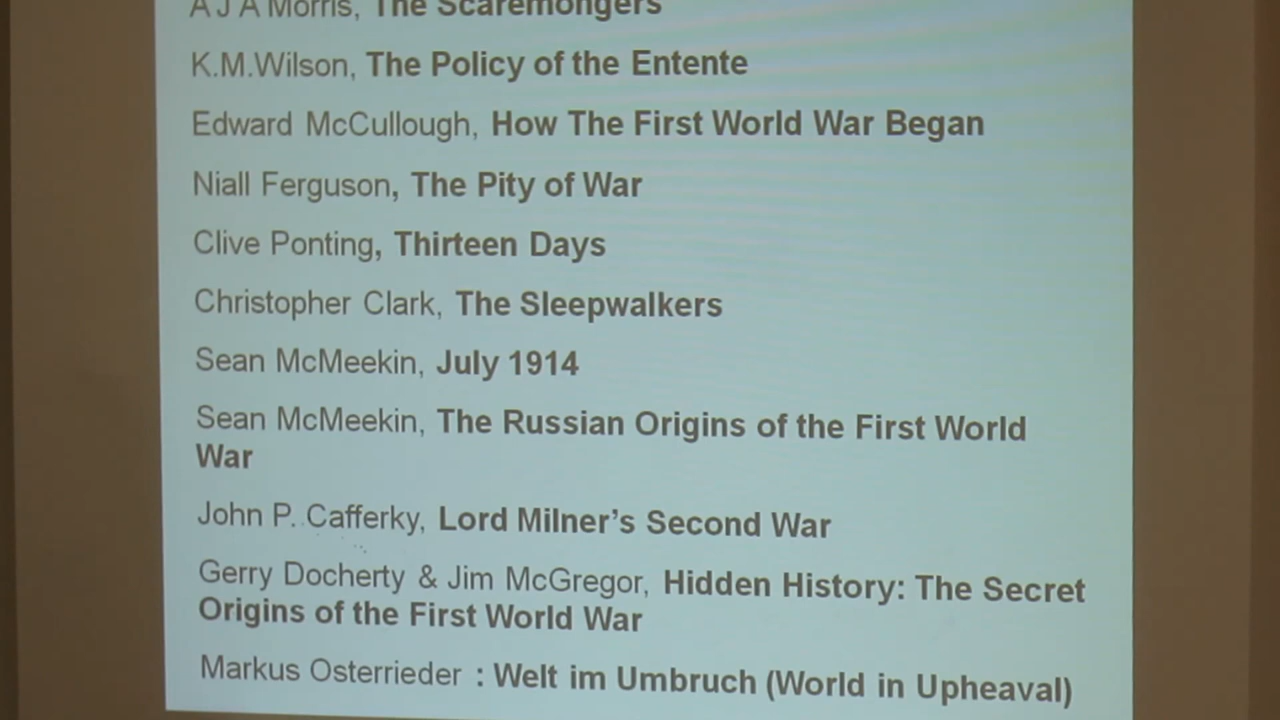 A J A Morris, The Scaremongers
K.M.Wilson, The Policy of the Entente
Edward McCullough, How The First World War Began
Niall Ferguson, The Pity of War
Clive Ponting, Thirteen Days
Christopher Clark, The Sleepwalkers
Sean McMeekin, July 1914
Sean McMeekin, The Russian Origins of the First World
War
John P. Cafferky, Lord Milner’s Second War
Gerry Docherty & Jim McGregor, Hidden History: The Secret
Origins of the First World War
Markus Osterrieder : Welt im Umbruch (World in Upheaval)